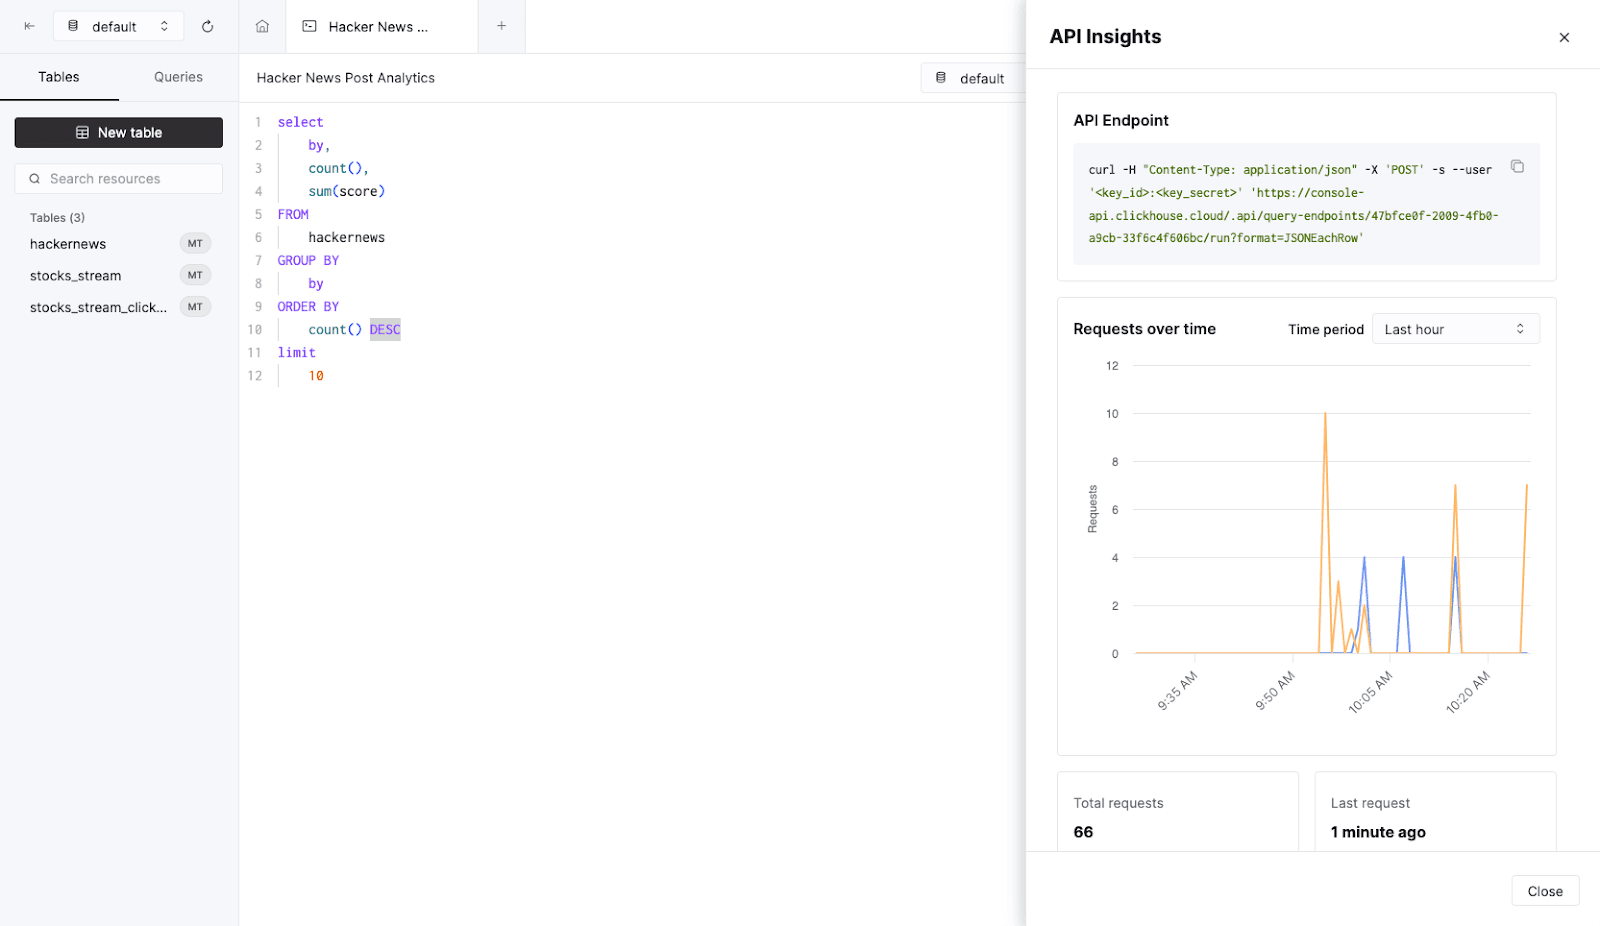 default
Hacker News ...
Tables
Queries
New table
Search resources
Tables (3)
hackernews
MT
stocks_stream
MT
stocks_stream_click...
MT
Hacker News Post Analytics
default
1 select
2 by,
3 count(),
4 sum(score)
5 FROM
6 hackernews
7 GROUP BY
8 by
9 ORDER BY
10 count() DESC
11 limit
12 10
API Insights
API Endpoint
curl -H "Content-Type: application/json" -X 'POST' -s --user
'<key_id>:<key_secret>' 'https://console-
api.clickhouse.cloud/.api/query-endpoints/47bfce0f-2009-4fb0-
a9cb-33f6c4f606bc/run?format=JSONEachRow'
Requests over time
Time period
Last hour
12
10
8
6
4
2
0
Requests
9:35 AM
9:50 AM
10:05 AM
10:20 AM
Total requests
66
Last request
1 minute ago
Close